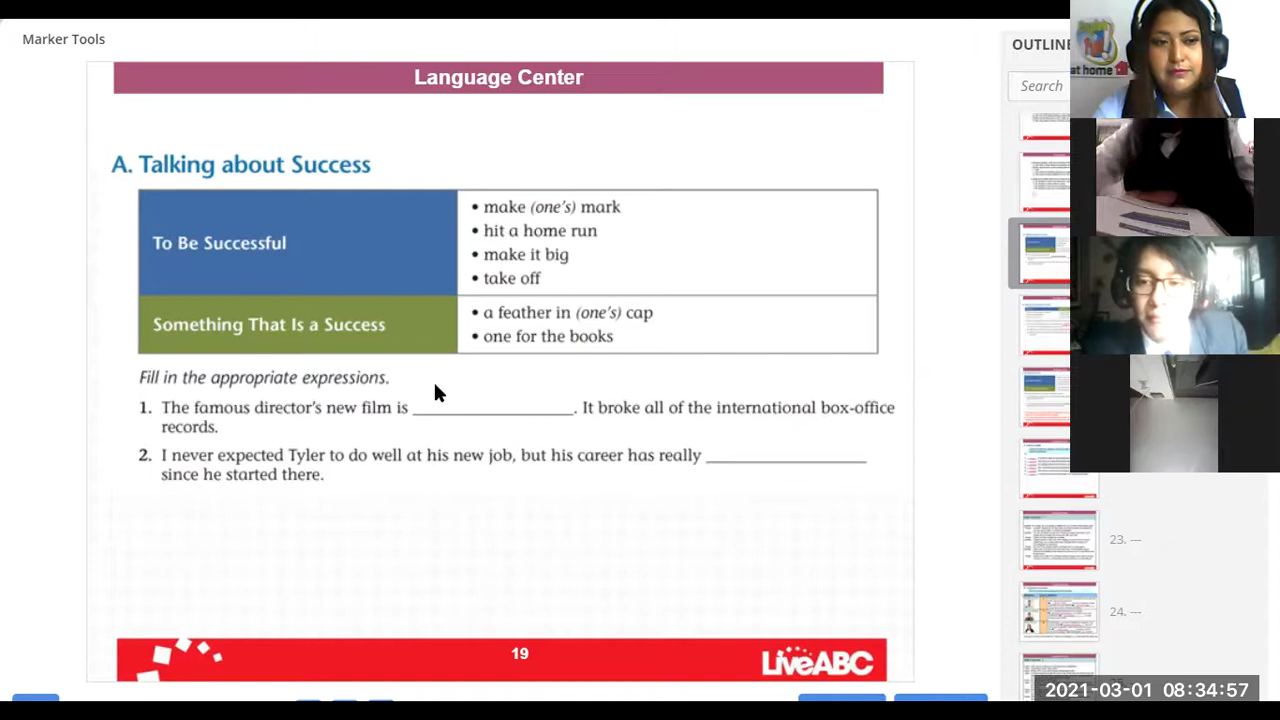 Marker Tools
Language Center
OUTLINE
Search
at home
A. Talking about Success
To Be Successful
• make (one's) mark
• hit a home run
• make it big
• take off
Something That Is a Success
• a feather in (one's) cap
• one for the books
Fill in the appropriate expressions.
1. The famous director's new film is _______________. It broke all of the international box-office
records.
2. I never expected Tyler to do well at his new job, but his career has really _______________
since he started there.
23. ---
24. ---
19
LiveABC
2021-03-01 08:34:57